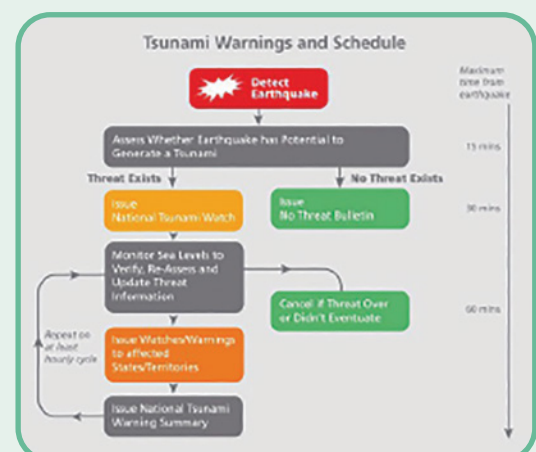 Tsunami Warnings and Schedule
Maximum
time from
earthquake
Detect
Earthquake
Assess Whether Earthquake has Potential to
Generate a Tsunami
15 mins
Threat Exists
No Threat Exists
Issue
National Tsunami Watch
Issue
No Threat Bulletin
30 mins
Monitor Sea Levels to
Verify, Re-Assess and
Update Threat
Information
Cancel if Threat Over
or Didn't Eventuate
60 mins
Repeat on
at least
hourly cycle
Issue Watches/Warnings
to affected
States/Territories
Issue National Tsunami
Warning Summary